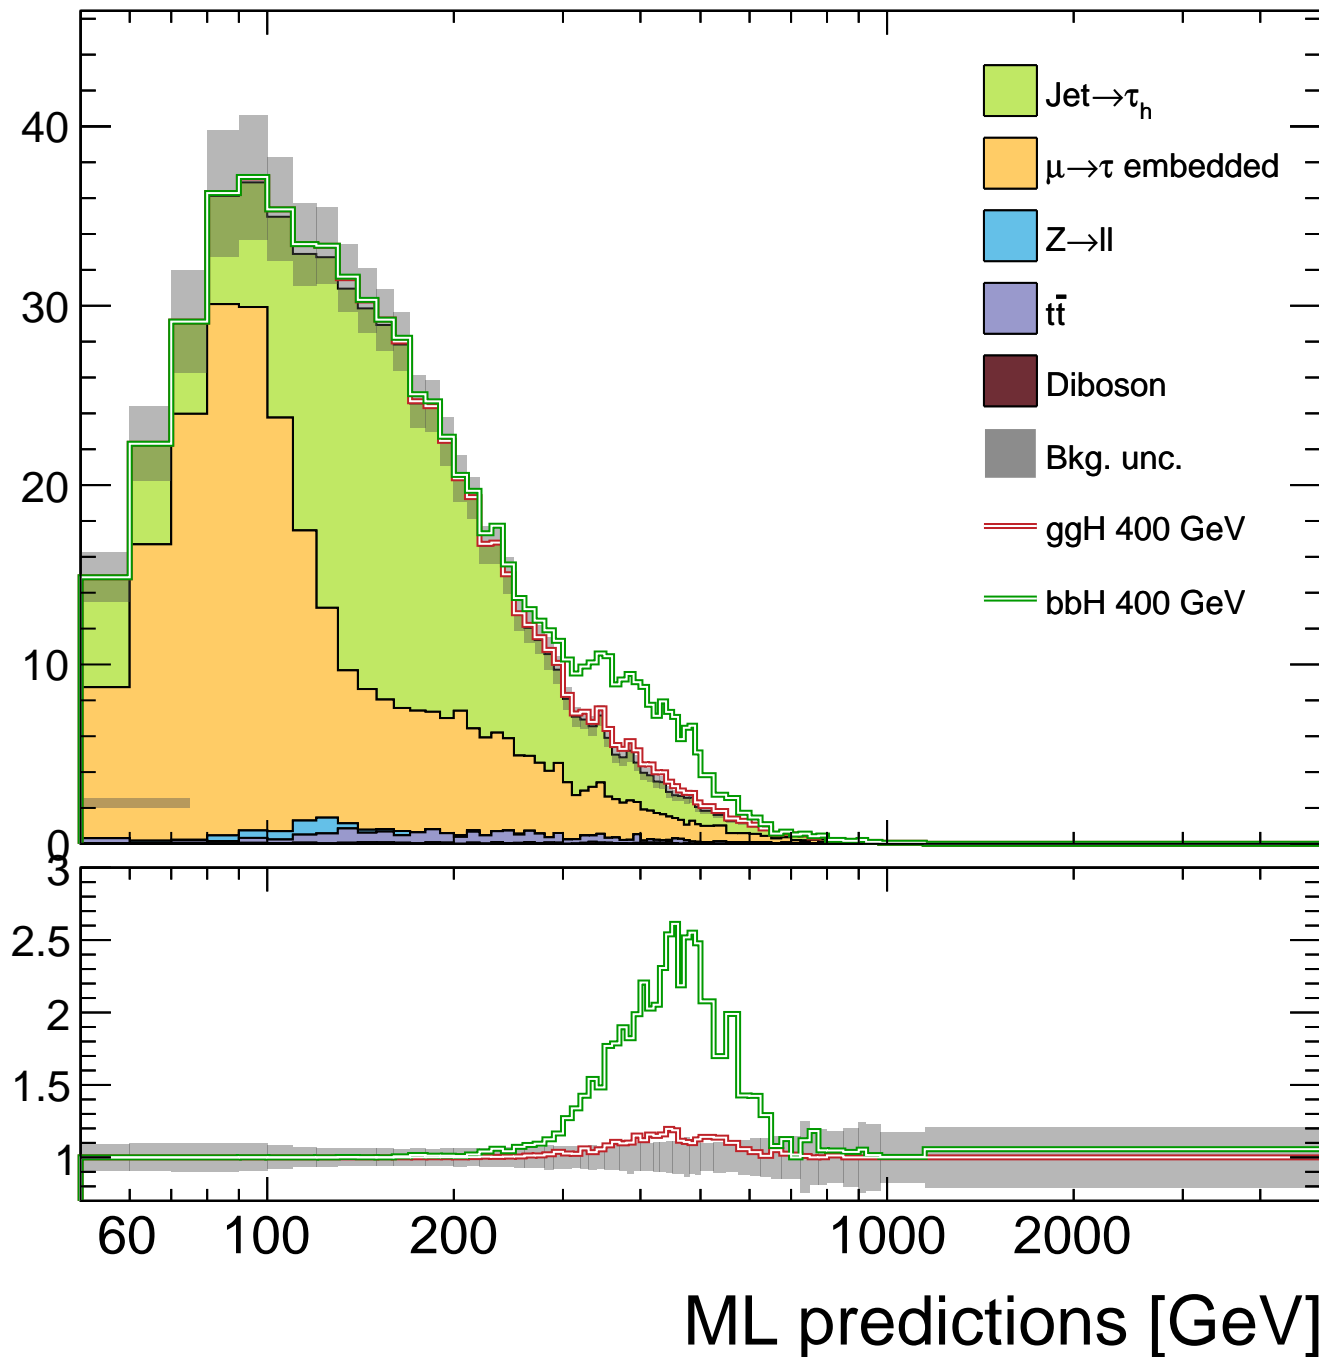 40
30
20
10
0
Jet→τh
μ→τ embedded
Z→ll
tt̄
Diboson
Bkg. unc.
ggH 400 GeV
bbH 400 GeV
3
2.5
2
1.5
1
60 100 200 1000 2000
ML predictions [GeV]